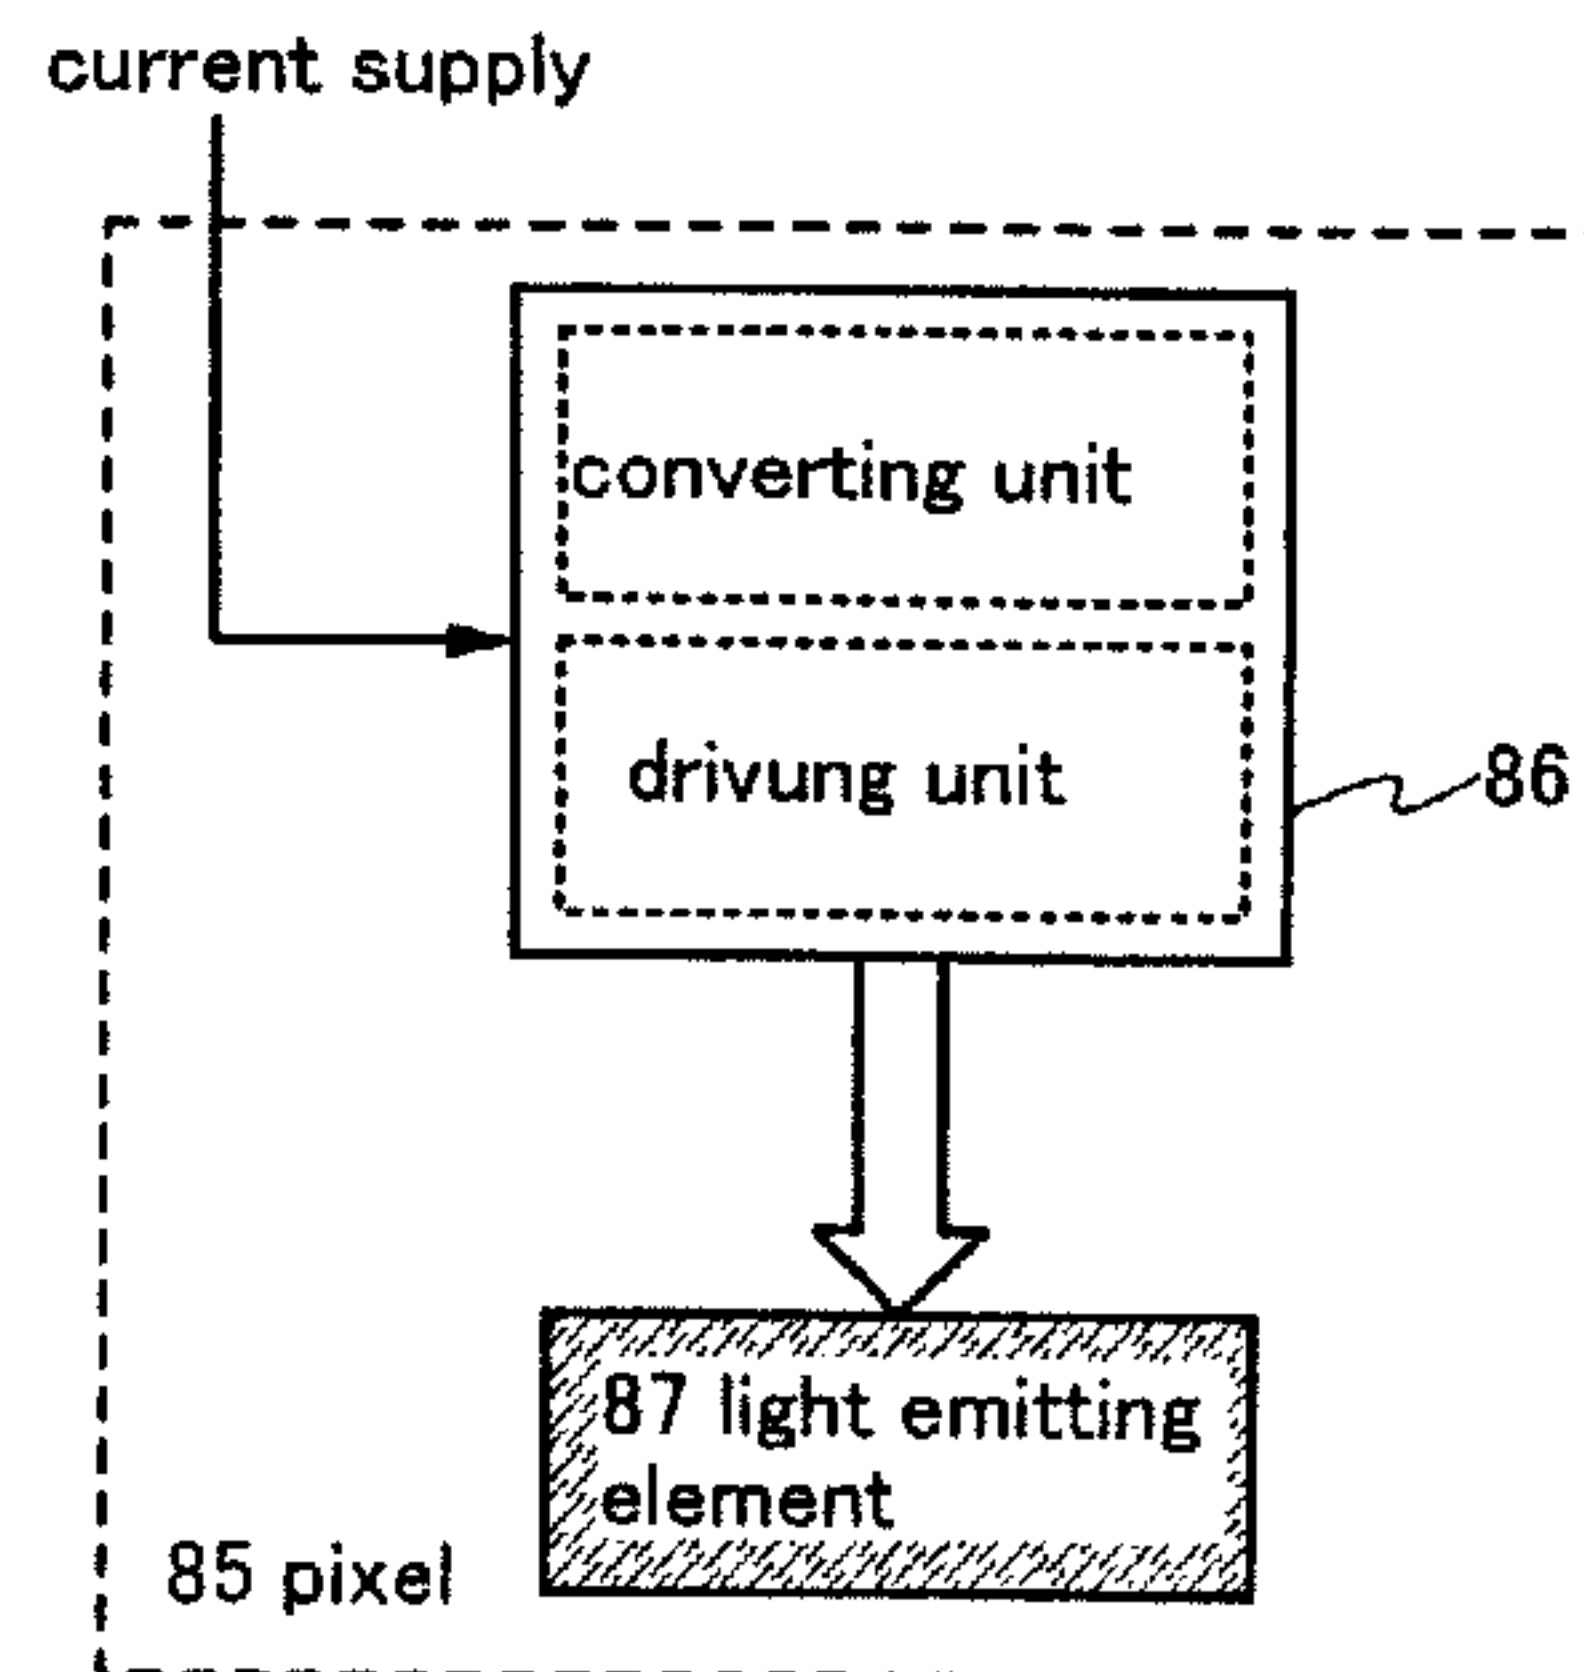 current supply
converting unit
drivung unit
86
87 light emitting
element
85 pixel